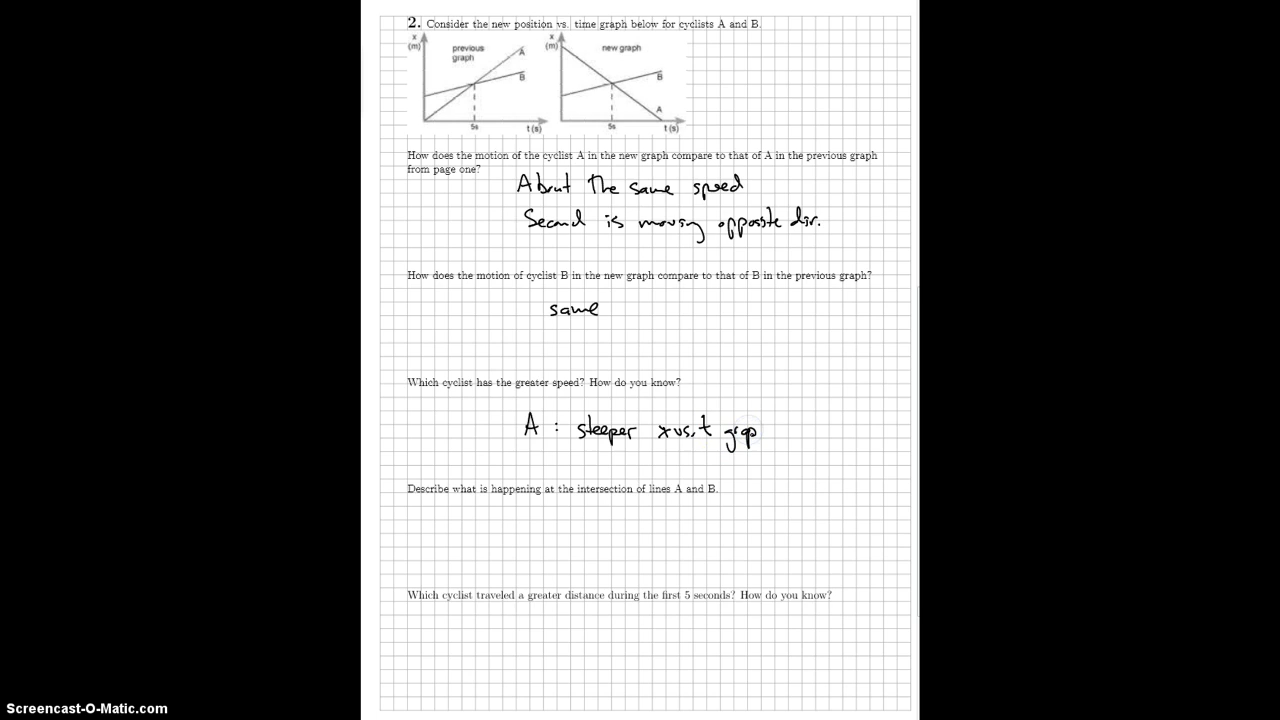 2. Consider the new position vs. time graph below for cyclists A and B.
x
(m)
previous
graph
A
B
5s
t(s)
x
(m)
new graph
B
A
5s
t(s)
How does the motion of the cyclist A in the new graph compare to that of A in the previous graph
from page one?
About the same speed
Second is moving opposite dir.
How does the motion of cyclist B in the new graph compare to that of B in the previous graph?
same
Which cyclist has the greater speed? How do you know?
A : steeper x vs. t grap
Describe what is happening at the intersection of lines A and B.
Which cyclist traveled a greater distance during the first 5 seconds? How do you know?
Screencast-O-Matic.com